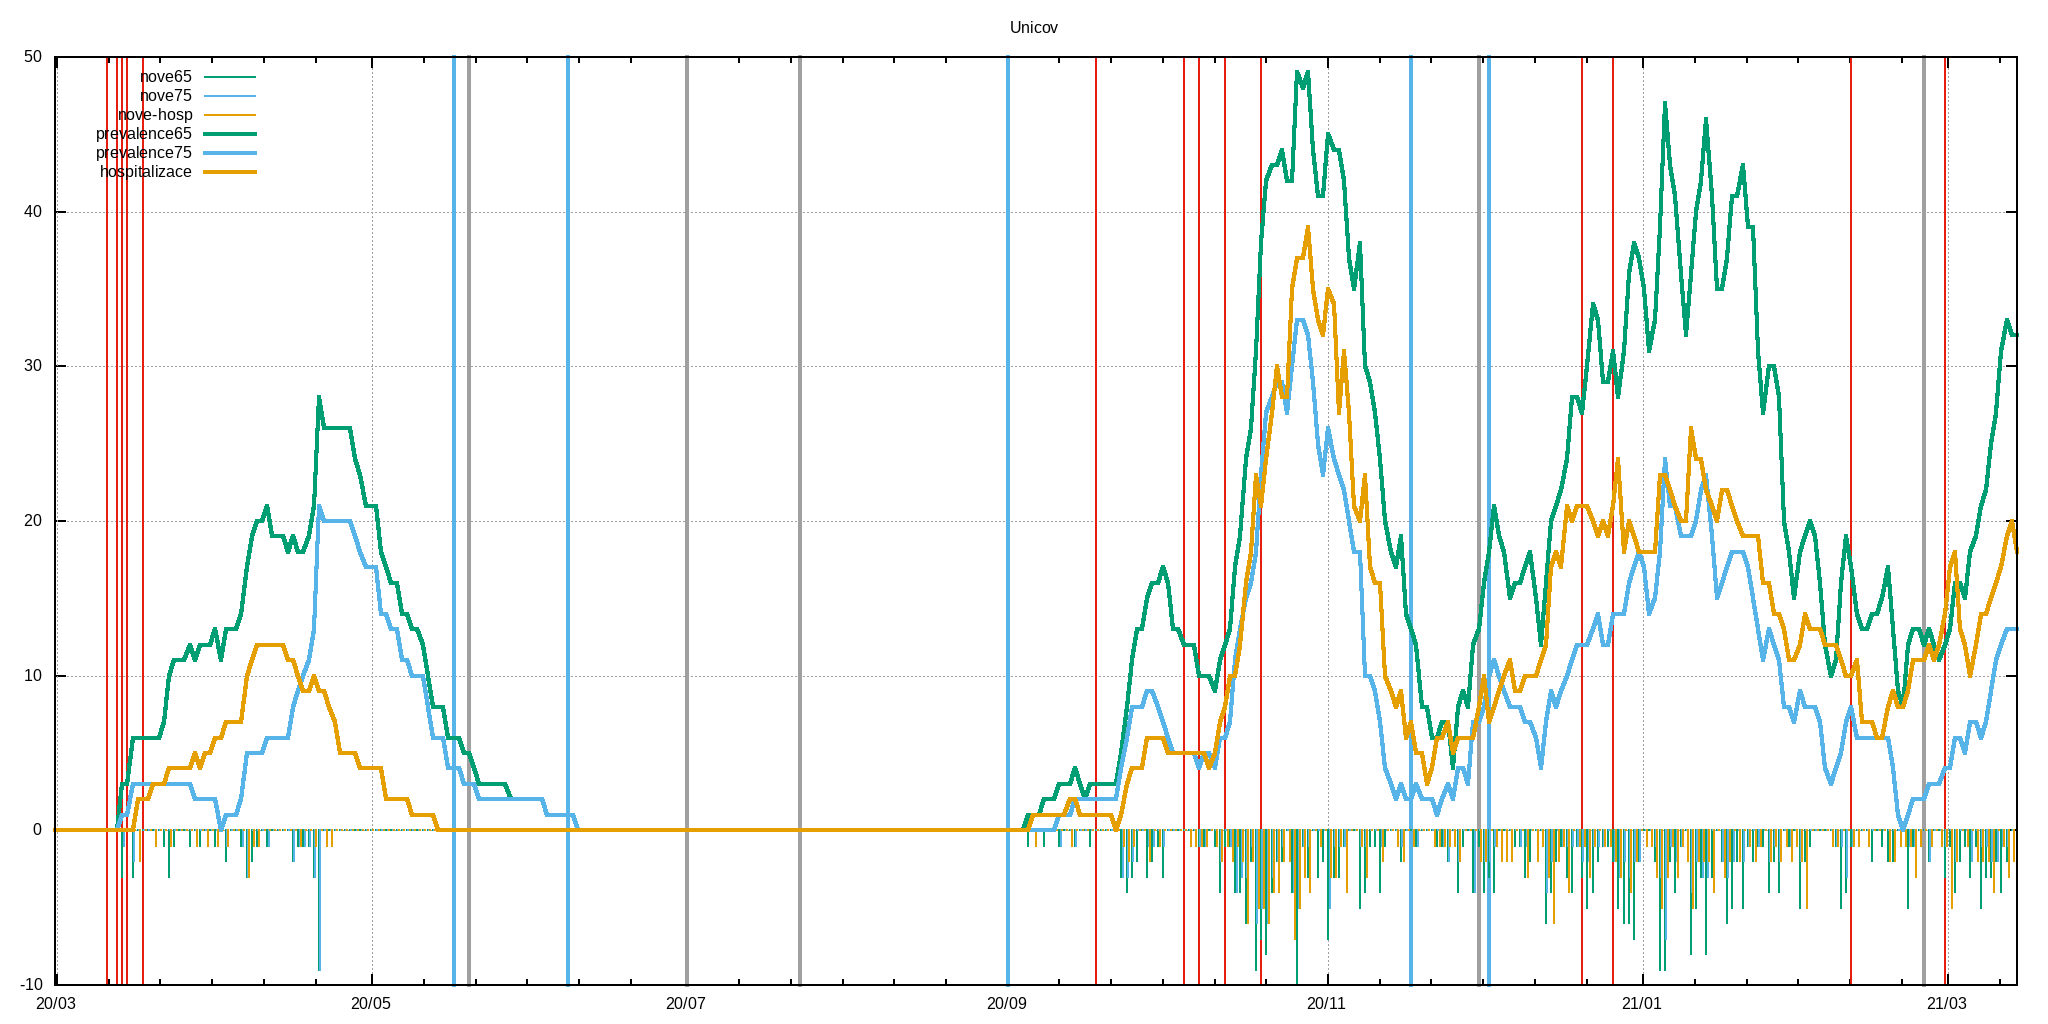 Unicov
50
nove65
nove75
nove-hosp
prevalence65
prevalence75
hospitalizace
40
30
20
10
0
-10
20/03 20/05 20/07 20/09 20/11 21/01 21/03